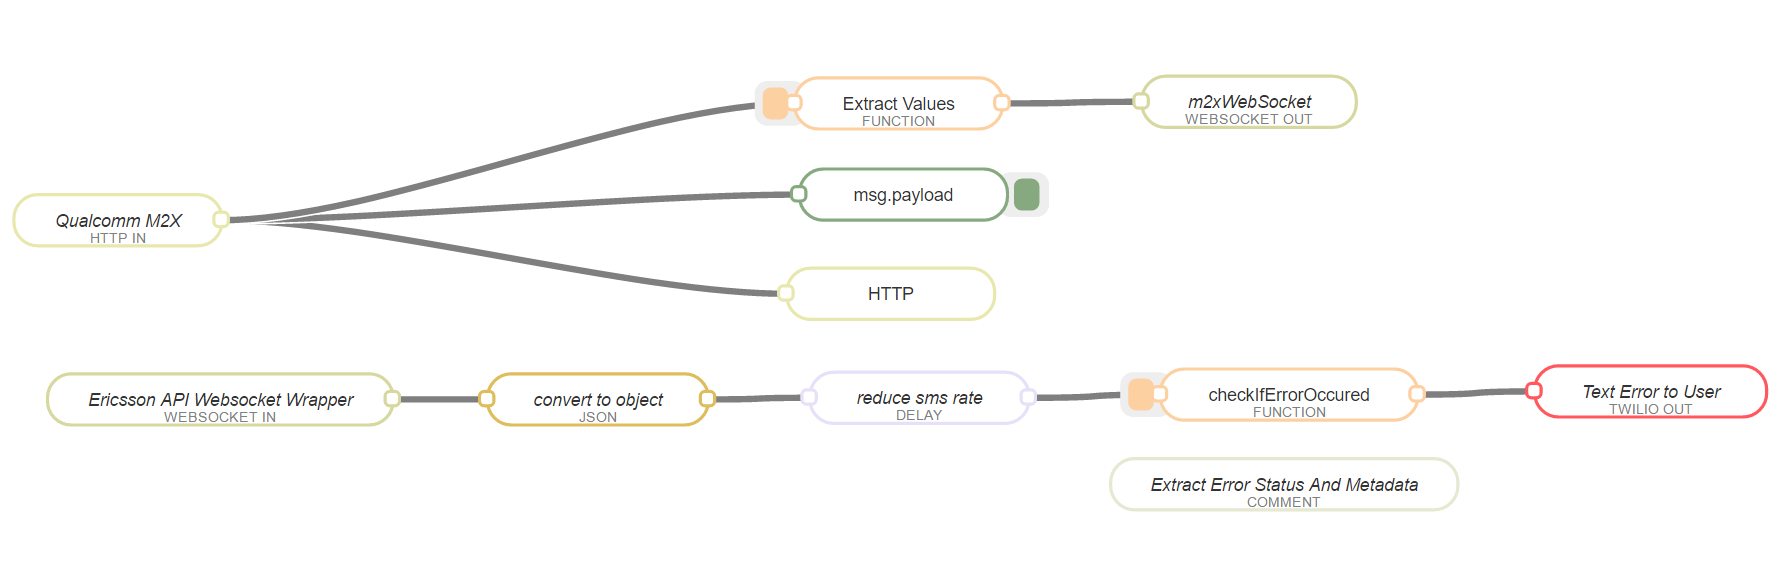 Extract Values
FUNCTION
m2xWebSocket
WEBSOCKET OUT
msg.payload
Qualcomm M2X
HTTP IN
HTTP
Ericsson API Websocket Wrapper
WEBSOCKET IN
convert to object
JSON
reduce sms rate
DELAY
checkIfErrorOccured
FUNCTION
Text Error to User
TWILIO OUT
Extract Error Status And Metadata
COMMENT